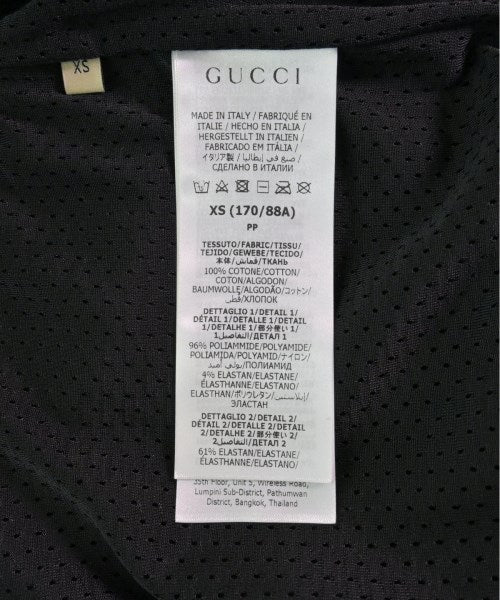 XS
GUCCI
MADE IN ITALY / FABRIQUÉ EN
ITALIE / HECHO EN ITALIA /
HERGESTELLT IN ITALIEN /
FABRICADO EM ITÁLIA /
イタリア製 / صنع في إيطاليا /
СДЕЛАНО В ИТАЛИИ
XS (170/88A)
PP
TESSUTO/FABRIC/TISSU/
TEJIDO/GEWEBE/TECIDO/
本体/قماش/ТКАНЬ
100% COTONE/COTTON/
COTON/ALGODON/
BAUMWOLLE/ALGODÃO/コットン/
قطن/ХЛОПОК
DETTAGLIO 1/DETAIL 1/
DÉTAIL 1/DETALLE 1/DETAIL
1/DETALHE 1/部分使い 1/
التفاصيل1/ДЕТАЛ 1
96% POLIAMMIDE/POLYAMIDE/
POLIAMIDA/POLYAMID/ナイロン/
بولي أميد/ПОЛИАМИД
4% ELASTAN/ELASTANE/
ELASTHANNE/ELASTANO/
ELASTHAN/ポリウレタン/إيلاستين/
ЭЛАСТАН
DETTAGLIO 2/DETAIL 2/
DÉTAIL 2/DETALLE 2/DETAIL
2/DETALHE 2/部分使い 2/
التفاصيل2/ДЕТАЛ 2
61% ELASTAN/ELASTANE/
ELASTHANNE/ELASTANO/
35th Floor, Unit 5, Wireless Road,
Lumpini Sub-District, Pathumwan
District, Bangkok, Thailand